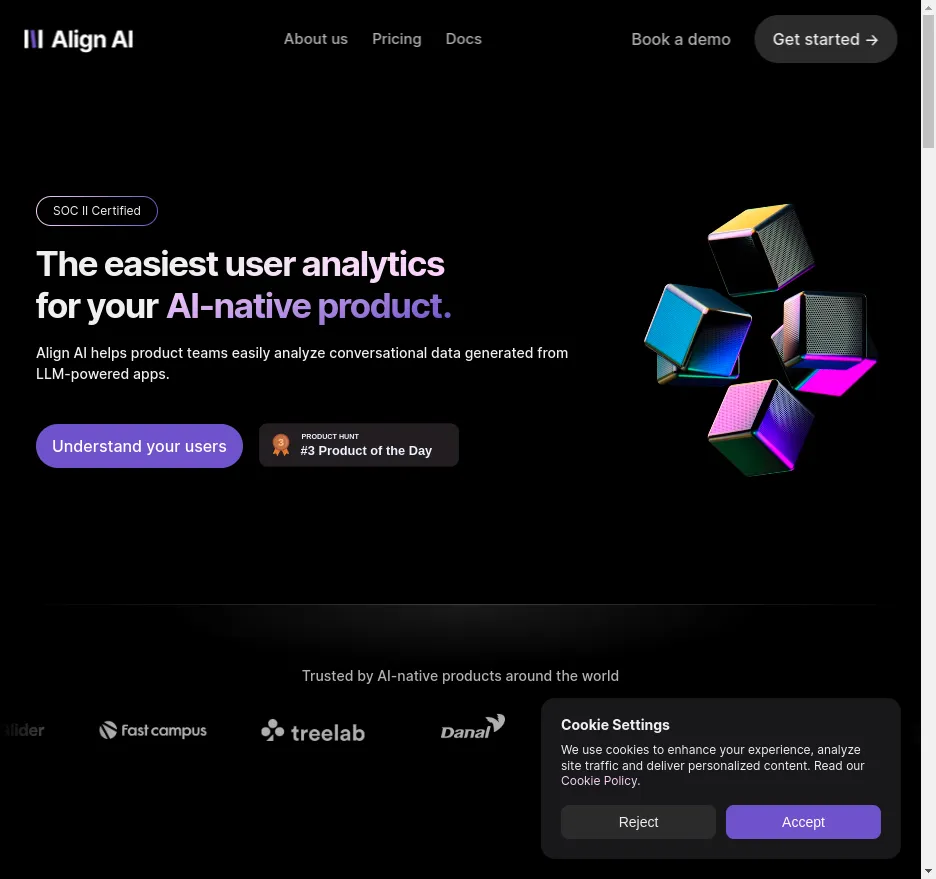 Align AI
About us
Pricing
Docs
Book a demo
Get started →
SOC II Certified
The easiest user analytics
for your AI-native product.
Align AI helps product teams easily analyze conversational data generated from
LLM-powered apps.
Understand your users
3
PRODUCT HUNT
#3 Product of the Day
Trusted by AI-native products around the world
Fast campus
treelab
Danal
Cookie Settings
We use cookies to enhance your experience, analyze
site traffic and deliver personalized content. Read our
Cookie Policy.
Reject
Accept